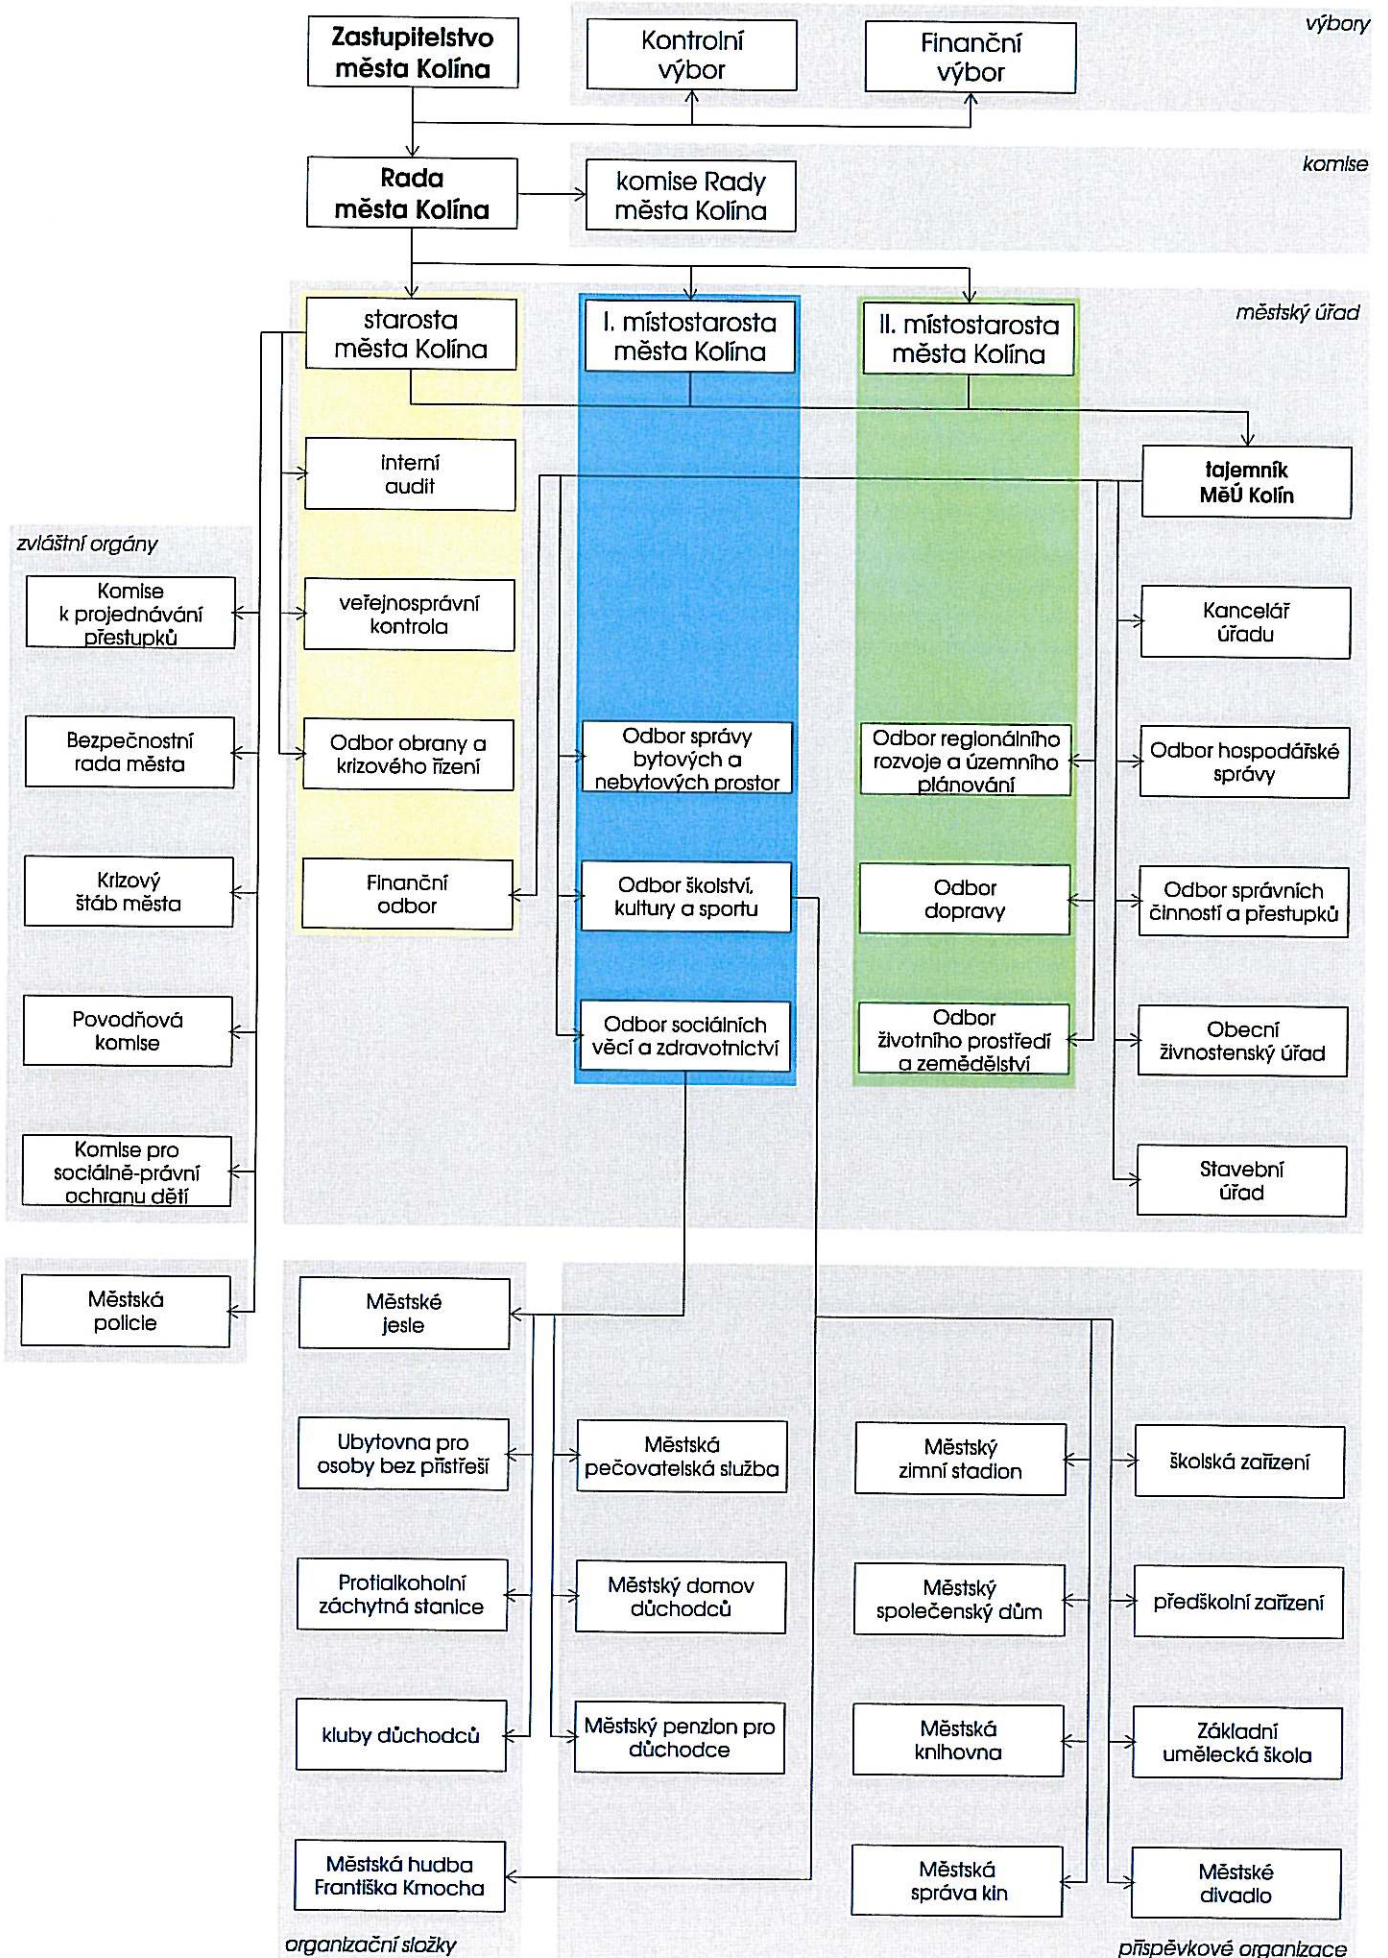 výbory
Zastupitelstvo
města Kolína
Kontrolní
výbor
Finanční
výbor
komise
Rada
města Kolína
komise Rady
města Kolína
městský úřad
starosta
města Kolína
I. místostarosta
města Kolína
II. místostarosta
města Kolína
interní
audit
tajemník
MěÚ Kolín
zvláštní orgány
Komise
k projednávání
přestupků
veřejnosprávní
kontrola
Kancelář
úřadu
Bezpečnostní
rada města
Odbor obrany a
krizového řízení
Odbor správy
bytových a
nebytových prostor
Odbor regionálního
rozvoje a územního
plánování
Odbor hospodářské
správy
Krizový
štáb města
Finanční
odbor
Odbor školství,
kultury a sportu
Odbor
dopravy
Odbor správních
činností a přestupků
Povodňová
komise
Odbor sociálních
věcí a zdravotnictví
Odbor
životního prostředí
a zemědělství
Obecní
živnostenský úřad
Komise pro
sociálně-právní
ochranu dětí
Stavební
úřad
Městská
policie
Městské
jesle
Ubytovna pro
osoby bez přístřeší
Městská
pečovatelská služba
Městský
zimní stadion
školská zařízení
Protialkoholní
záchytná stanice
Městský domov
důchodců
Městský
společenský dům
předškolní zařízení
kluby důchodců
Městský penzion pro
důchodce
Městská
knihovna
Základní
umělecká škola
Městská hudba
Františka Kmocha
Městská
správa kin
Městské
divadlo
organizační složky
příspěvkové organizace